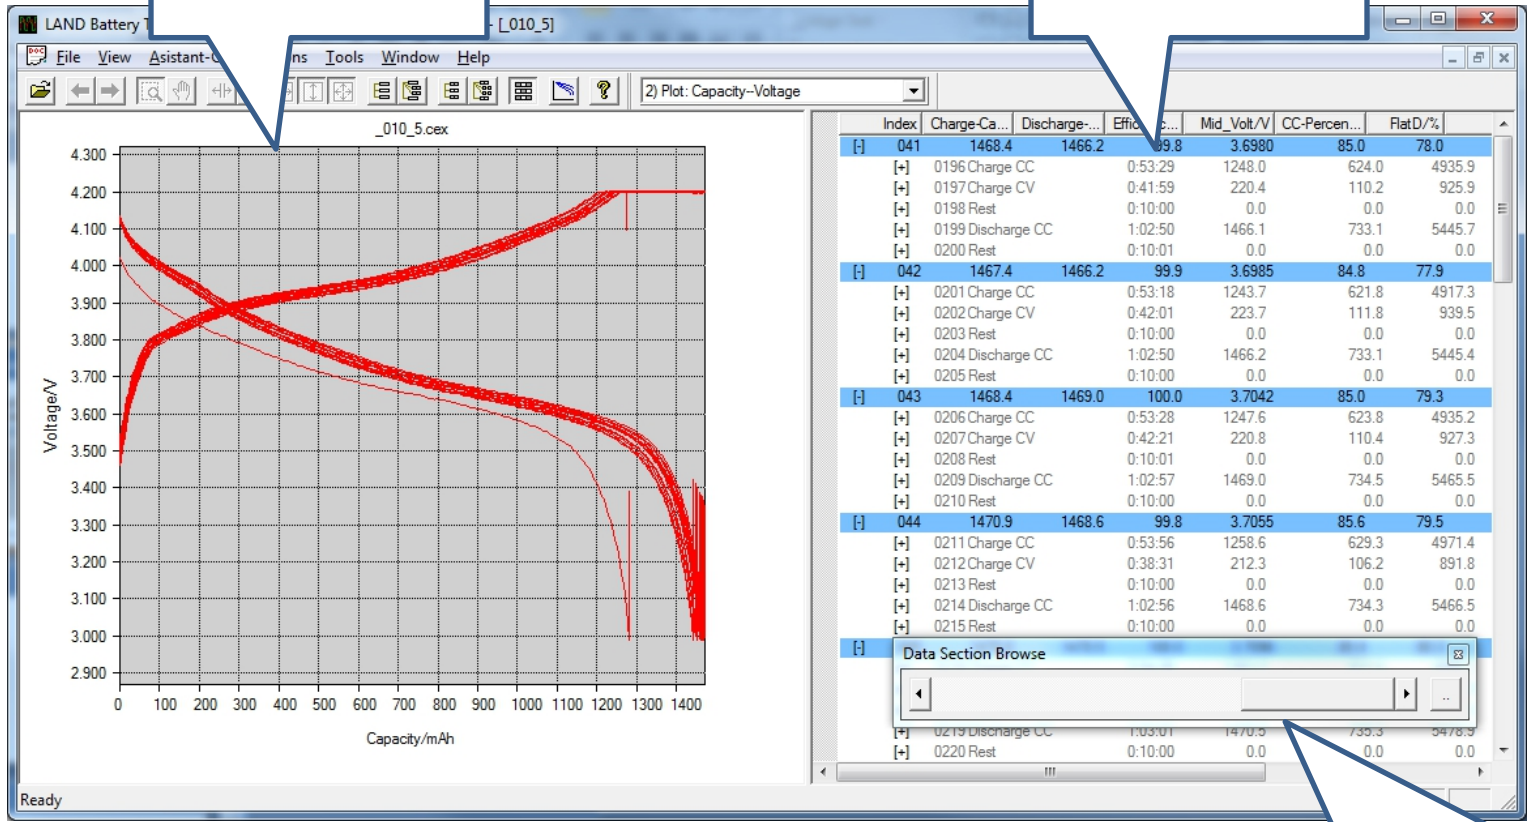 LAND Battery T - [_010_5]
File View Asistant- ns Tools Window Help
2) Plot: Capacity--Voltage
_010_5.cex
4.300
4.200
4.100
4.000
3.900
3.800
3.700
3.600
3.500
3.400
3.300
3.200
3.100
3.000
2.900
Voltage/V
0 100 200 300 400 500 600 700 800 900 1000 1100 1200 1300 1400
Capacity/mAh
Index Charge-Ca... Discharge-... Effic c... Mid_Volt/V CC-Percen... FlatD/%
[-] 041 1468.4 1466.2 99.8 3.6980 85.0 78.0
[+] 0196 Charge CC 0:53:29 1248.0 624.0 4935.9
[+] 0197 Charge CV 0:41:59 220.4 110.2 925.9
[+] 0198 Rest 0:10:00 0.0 0.0 0.0
[+] 0199 Discharge CC 1:02:50 1466.1 733.1 5445.7
[+] 0200 Rest 0:10:01 0.0 0.0 0.0
[-] 042 1467.4 1466.2 99.9 3.6985 84.8 77.9
[+] 0201 Charge CC 0:53:18 1243.7 621.8 4917.3
[+] 0202 Charge CV 0:42:01 223.7 111.8 939.5
[+] 0203 Rest 0:10:00 0.0 0.0 0.0
[+] 0204 Discharge CC 1:02:50 1466.2 733.1 5445.4
[+] 0205 Rest 0:10:00 0.0 0.0 0.0
[-] 043 1468.4 1469.0 100.0 3.7042 85.0 79.3
[+] 0206 Charge CC 0:53:28 1247.6 623.8 4935.2
[+] 0207 Charge CV 0:42:21 220.8 110.4 927.3
[+] 0208 Rest 0:10:01 0.0 0.0 0.0
[+] 0209 Discharge CC 1:02:57 1469.0 734.5 5465.5
[+] 0210 Rest 0:10:00 0.0 0.0 0.0
[-] 044 1470.9 1468.6 99.8 3.7055 85.6 79.5
[+] 0211 Charge CC 0:53:56 1258.6 629.3 4971.4
[+] 0212 Charge CV 0:38:31 212.3 106.2 891.8
[+] 0213 Rest 0:10:00 0.0 0.0 0.0
[+] 0214 Discharge CC 1:02:56 1468.6 734.3 5466.5
[+] 0215 Rest 0:10:00 0.0 0.0 0.0
[-]
Data Section Browse
..
[+] 0219 Discharge CC 1:03:01 1470.5 735.3 5478.9
[+] 0220 Rest 0:10:00 0.0 0.0 0.0
Ready